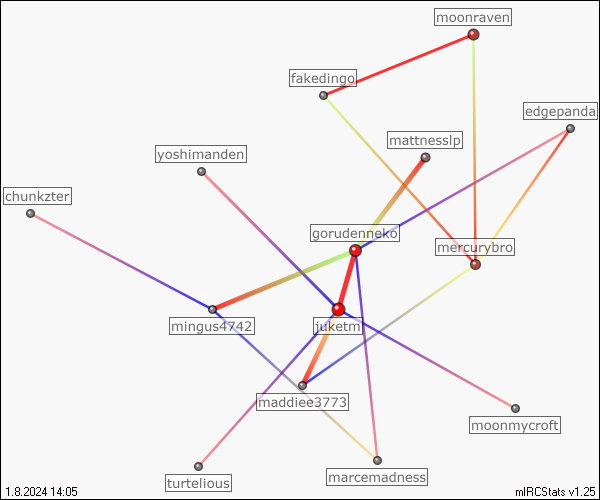 moonraven
fakedingo
edgepanda
mattnesslp
yoshimanden
chunkzter
gorudenneko
mercurybro
mingus4742
juketm
maddiee3773
moonmycroft
marcemadness
turtelious
1.8.2024 14:05
mIRCStats v1.25